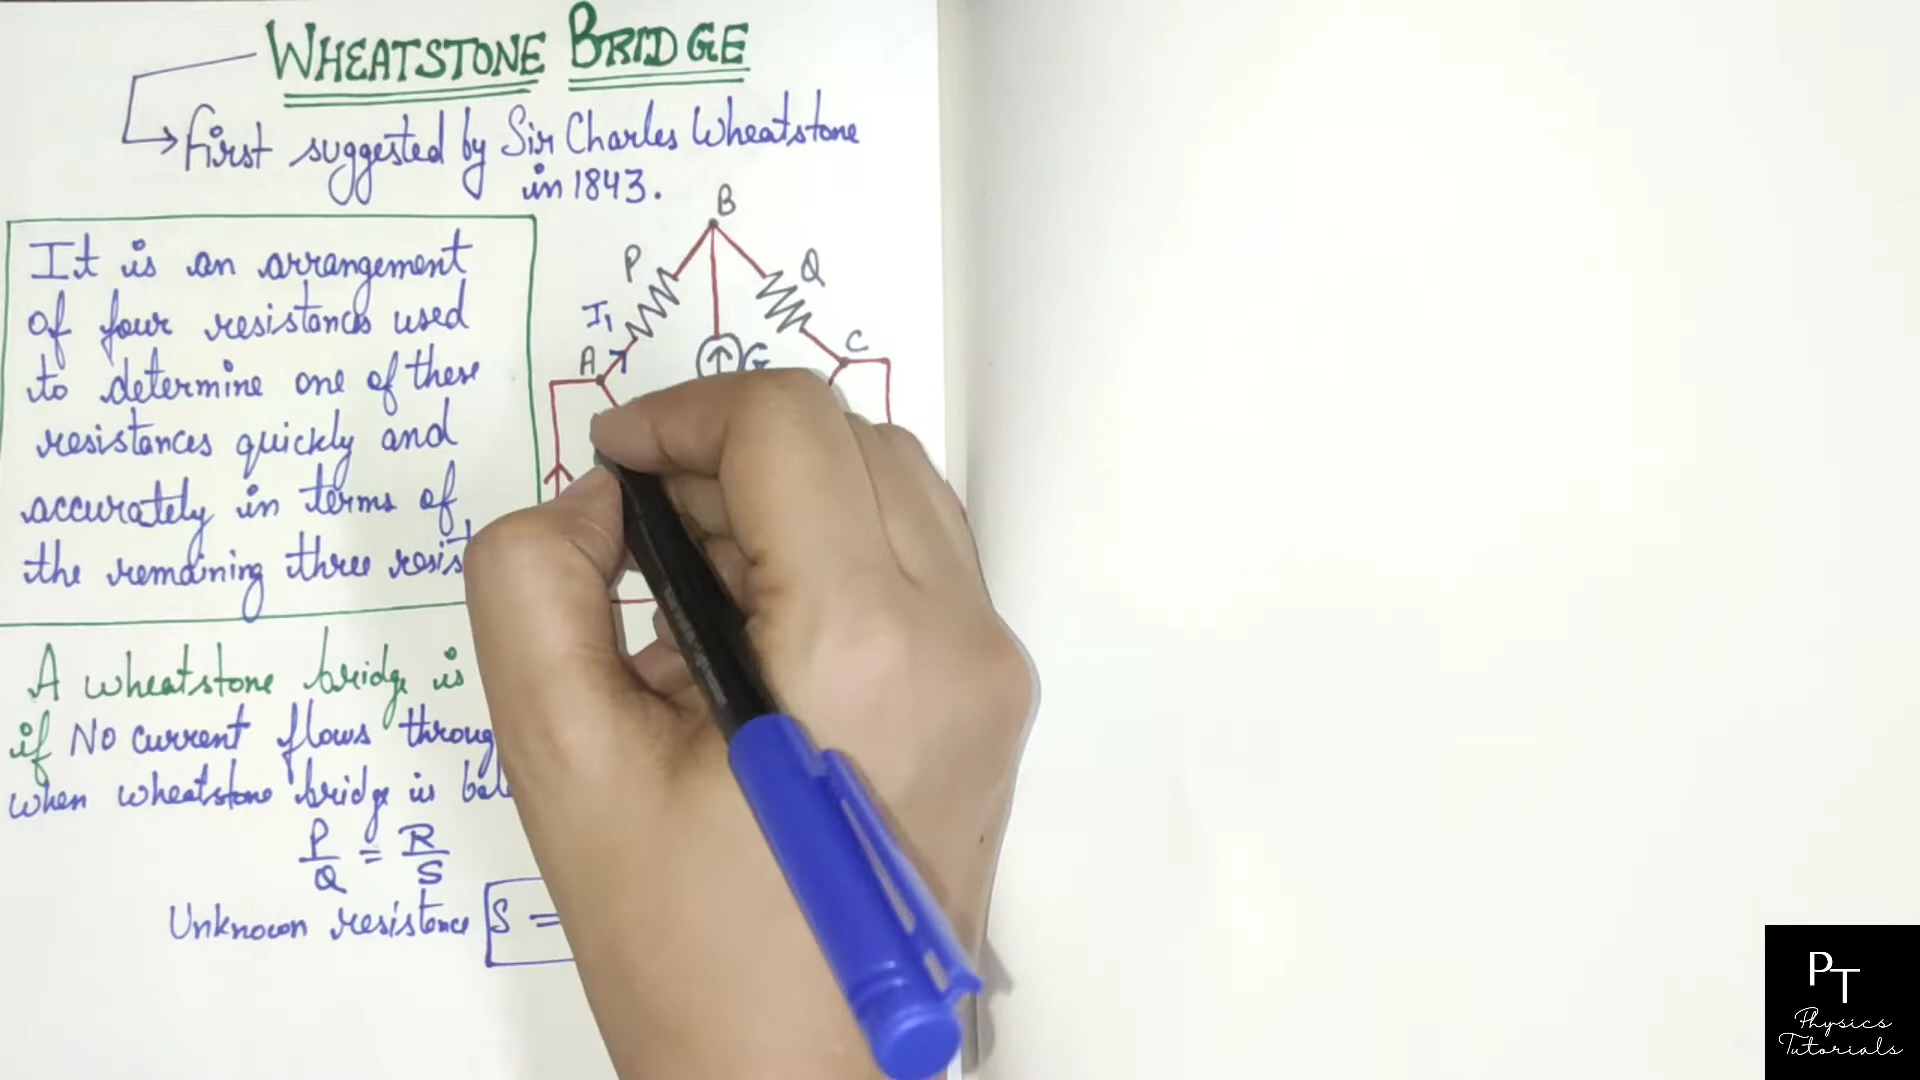 WHEATSTONE BRIDGE
First suggested by Sir Charles Wheatstone
in 1843.
It is an arrangement
of four resistances used
to determine one of these
resistances quickly and
accurately in terms of
the remaining three
B
P
Q
I₁
A
C
G
A wheatstone bridge is
if No current flows
when wheatstone bridge is
P/Q = R/S
Unknown resistance S =
PT
Physics
Tutorials